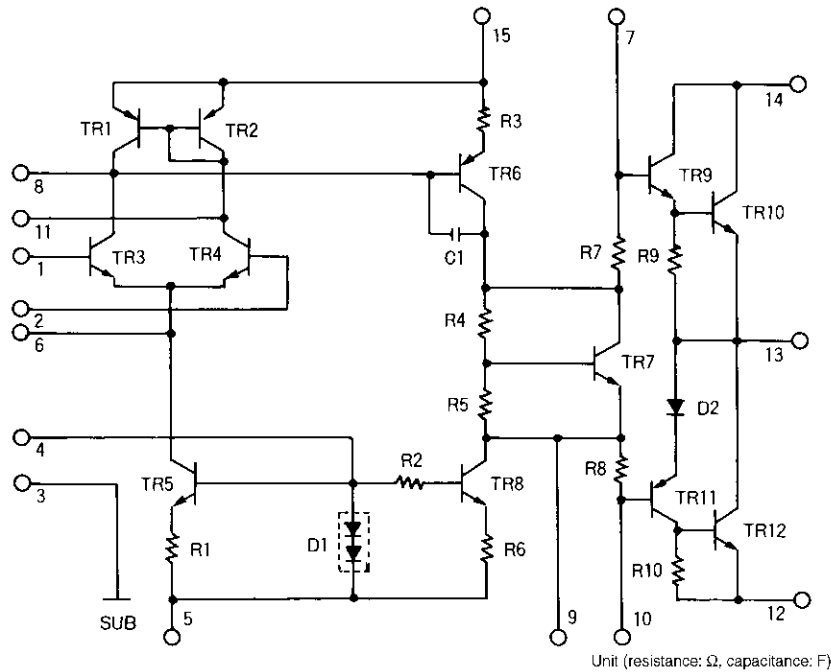 15
7
14
R3
TR1
TR2
TR9
8
TR6
TR10
11
C1
R7
R9
1
TR3
TR4
2
6
R4
13
TR7
R5
D2
4
R2
R8
3
TR5
TR8
TR11
TR12
R1
D1
R6
R10
SUB
5
9
10
12
Unit (resistance: Ω, capacitance: F)